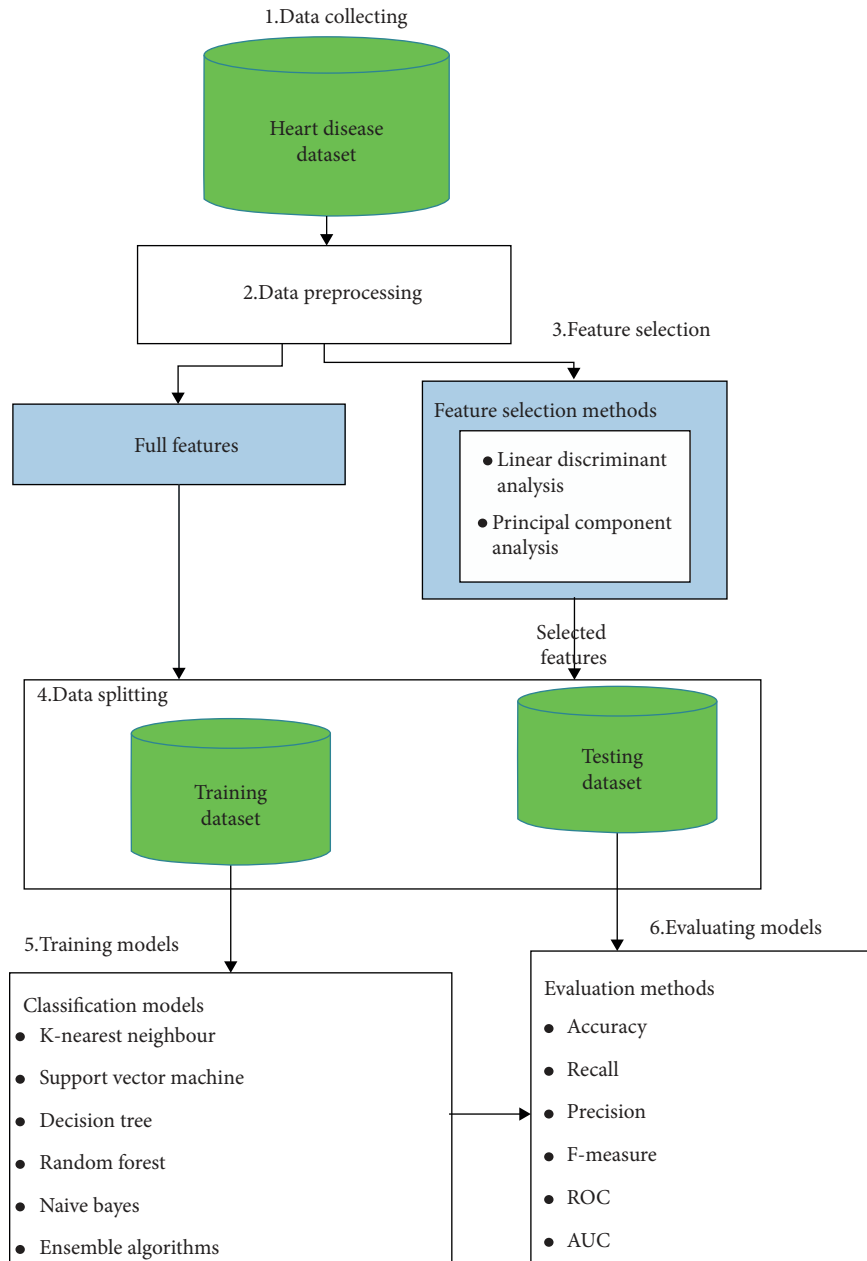 1.Data collecting
Heart disease
dataset
2.Data preprocessing
3.Feature selection
Full features
Feature selection methods
● Linear discriminant
analysis
● Principal component
analysis
Selected
features
4.Data splitting
Training
dataset
Testing
dataset
5.Training models
Classification models
● K-nearest neighbour
● Support vector machine
● Decision tree
● Random forest
● Naive bayes
● Ensemble algorithms
6.Evaluating models
Evaluation methods
● Accuracy
● Recall
● Precision
● F-measure
● ROC
● AUC